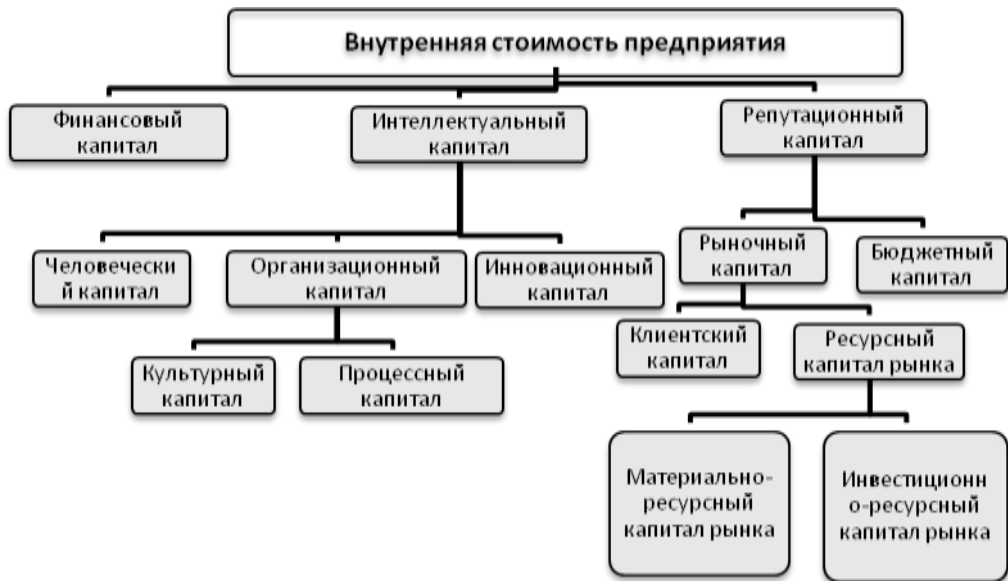 Внутренняя стоимость предприятия
Финансовый
капитал
Интеллектуальный
капитал
Репутационный
капитал
Человечески
й капитал
Организационный
капитал
Инновационный
капитал
Рыночный
капитал
Бюджетный
капитал
Культурный
капитал
Процессный
капитал
Клиентский
капитал
Ресурсный
капитал рынка
Материально-
ресурсный
капитал рынка
Инвестиционн
о-ресурсный
капитал рынка